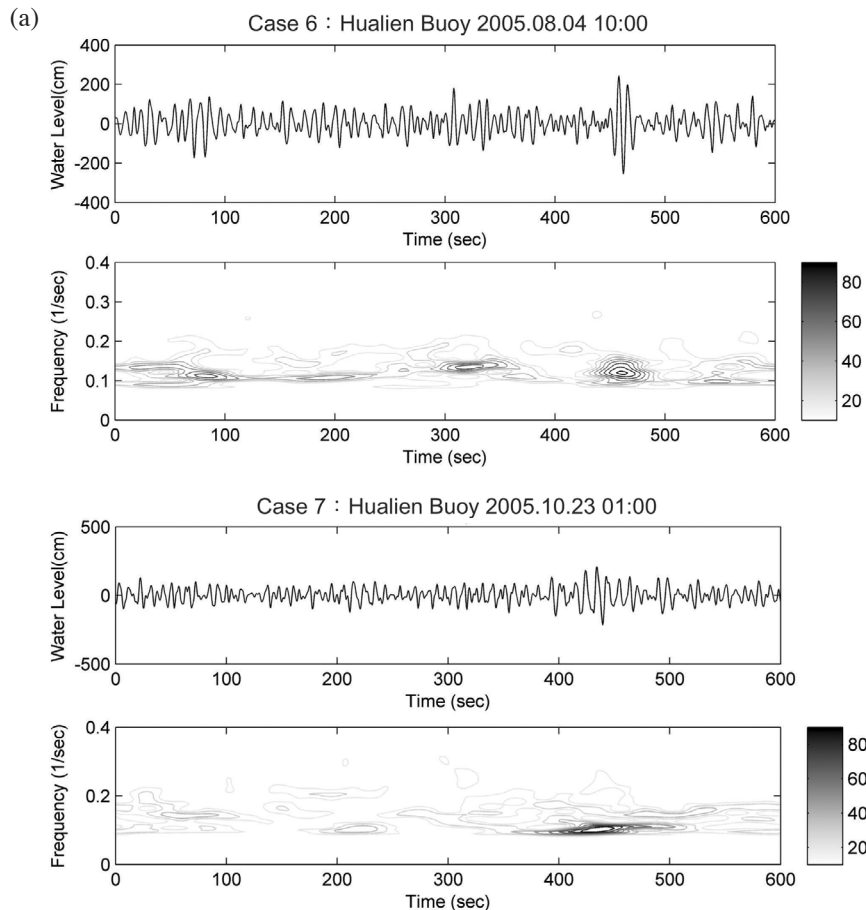 (a)
Case 6：Hualien Buoy 2005.08.04 10:00
400
200
0
-200
-400
Water Level(cm)
0 100 200 300 400 500 600
Time (sec)
0.4
0.3
0.2
0.1
0
Frequency (1/sec)
0 100 200 300 400 500 600
Time (sec)
80
60
40
20
Case 7：Hualien Buoy 2005.10.23 01:00
500
0
-500
Water Level(cm)
0 100 200 300 400 500 600
Time (sec)
0.4
0.2
0
Frequency (1/sec)
0 100 200 300 400 500 600
Time (sec)
80
60
40
20